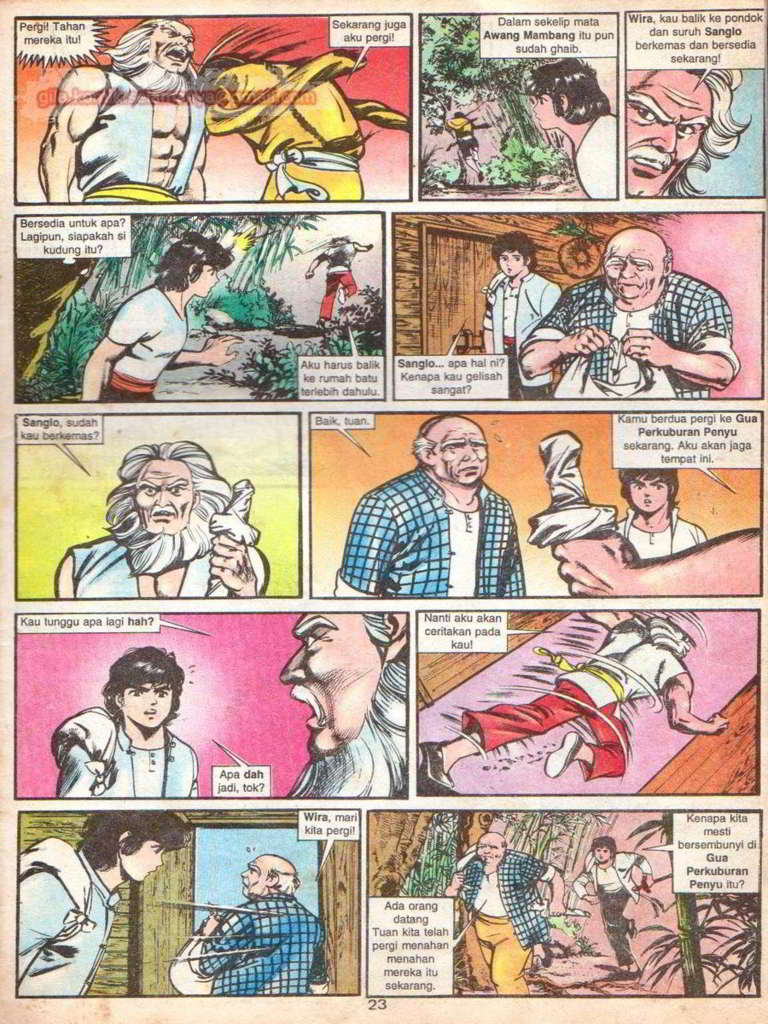 Pergi! Tahan
mereka itu!
Sekarang juga
aku pergi!
Dalam sekelip mata
Awang Mambang itu pun
sudah ghaib.
Wira, kau balik ke pondok
dan suruh Sanglo
berkemas dan bersedia
sekarang!
Bersedia untuk apa?
Lagipun, siapakah si
kudung itu?
Aku harus balik
ke rumah batu
terlebih dahulu.
Sanglo... apa hal ni?
Kenapa kau gelisah
sangat?
Sanglo, sudah
kau berkemas?
Baik, tuan.
Kamu berdua pergi ke Gua
Perkuburan Penyu
sekarang. Aku akan jaga
tempat ini.
Kau tunggu apa lagi hah?
Apa dah
jadi, tok?
Nanti aku akan
ceritakan pada
kau!
Wira, mari
kita pergi!
Ada orang
datang
Tuan kita telah
pergi menahan
menahan
mereka itu
sekarang.
Kenapa kita
mesti
bersembunyi di
Gua
Perkuburan
Penyu itu?
23